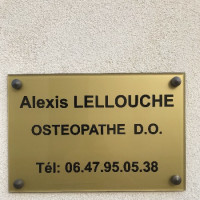 Alexis LELLOUCHE
OSTEOPATHE D.O.
Tél: 06.47.95.05.38